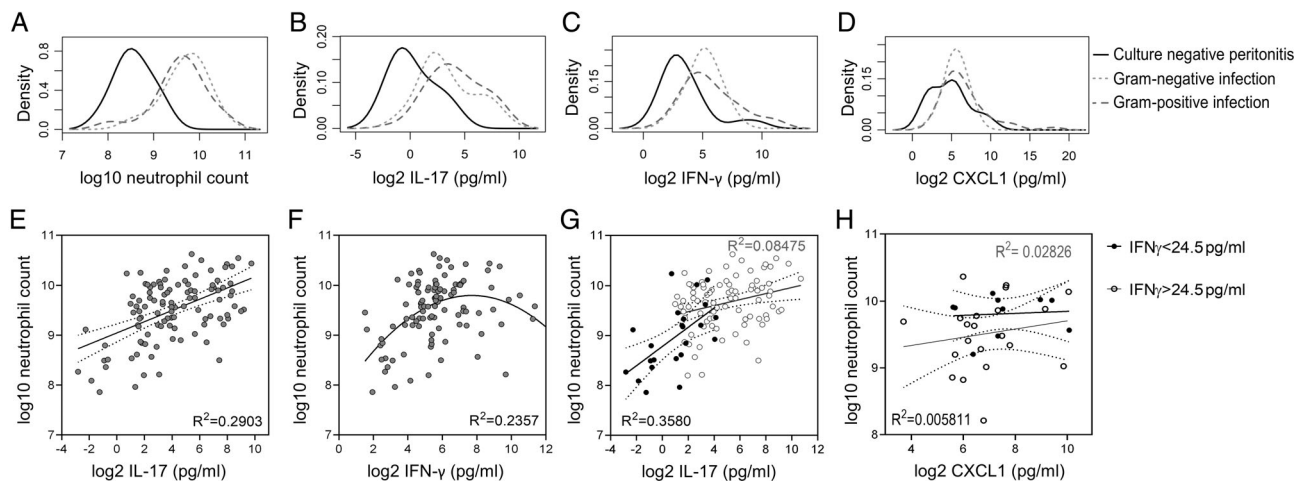 A
B
C
D
Density
0.0
0.4
0.8
7
8
9
10
11
log10 neutrophil count
Density
0.00
0.10
0.20
-5
0
5
10
log2 IL-17 (pg/ml)
Density
0.00
0.15
0
5
10
log2 IFN-γ (pg/ml)
Density
0.00
0.15
0
5
10
15
20
log2 CXCL1 (pg/ml)
Culture negative peritonitis
Gram-negative infection
Gram-positive infection
E
F
G
H
log10 neutrophil count
11
10
9
8
7
-4 -2 0 2 4 6 8 10
R²=0.2903
log2 IL-17 (pg/ml)
log10 neutrophil count
11
10
9
8
7
0 2 4 6 8 10 12
R²=0.2357
log2 IFN-γ (pg/ml)
log10 neutrophil count
11
10
9
8
7
-4 -2 0 2 4 6 8 10 12
R²=0.08475
R²=0.3580
log2 IL-17 (pg/ml)
log10 neutrophil count
11
10
9
8
4 6 8 10
R²= 0.02826
R²=0.005811
log2 CXCL1 (pg/ml)
IFNγ<24.5pg/ml
IFNγ>24.5pg/ml